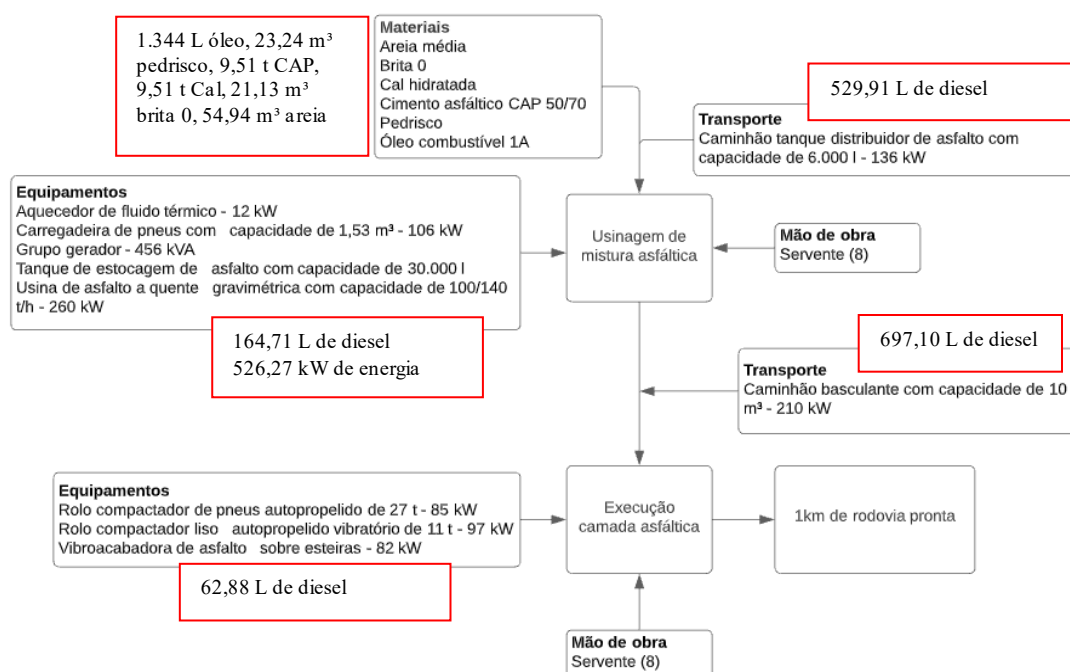 1.344 L óleo, 23,24 m³
pedrisco, 9,51 t CAP,
9,51 t Cal, 21,13 m³
brita 0, 54,94 m³ areia
Materiais
Areia média
Brita 0
Cal hidratada
Cimento asfáltico CAP 50/70
Pedrisco
Óleo combustível 1A
529,91 L de diesel
Transporte
Caminhão tanque distribuidor de asfalto com
capacidade de 6.000 l - 136 kW
Equipamentos
Aquecedor de fluido térmico - 12 kW
Carregadeira de pneus com capacidade de 1,53 m³ - 106 kW
Grupo gerador - 456 kVA
Tanque de estocagem de asfalto com capacidade de 30.000 l
Usina de asfalto a quente gravimétrica com capacidade de 100/140
t/h - 260 kW
Usinagem de
mistura asfáltica
Mão de obra
Servente (8)
164,71 L de diesel
526,27 kW de energia
697,10 L de diesel
Transporte
Caminhão basculante com capacidade de 10
m³ - 210 kW
Equipamentos
Rolo compactador de pneus autopropelido de 27 t - 85 kW
Rolo compactador liso autopropelido vibratório de 11 t - 97 kW
Vibroacabadora de asfalto sobre esteiras - 82 kW
Execução
camada asfáltica
1km de rodovia pronta
62,88 L de diesel
Mão de obra
Servente (8)